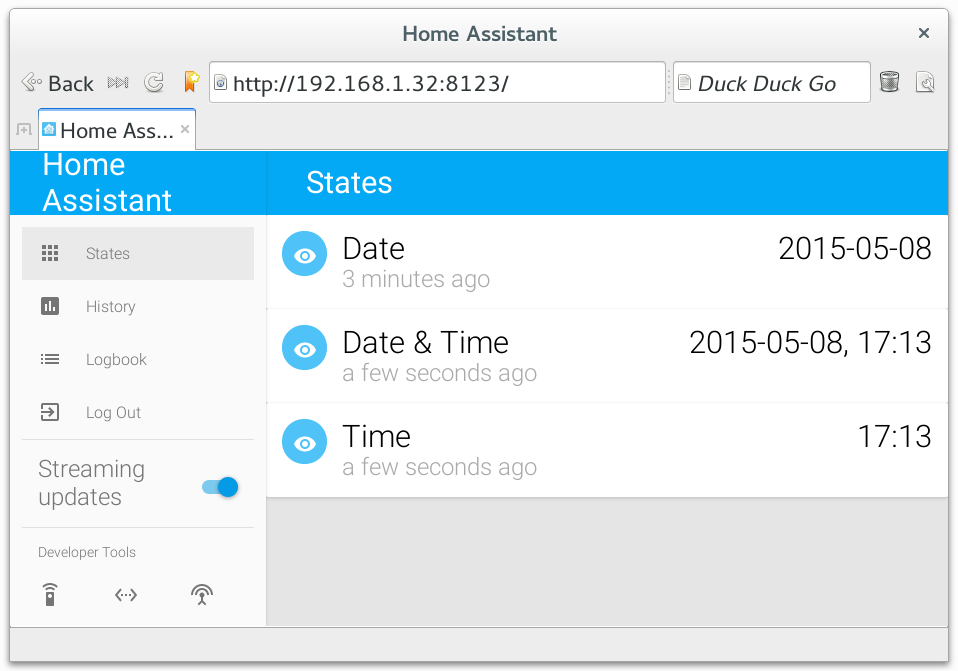 Home Assistant
Back
http://192.168.1.32:8123/
Duck Duck Go
Home Ass...
Home
Assistant
States
States
History
Logbook
Log Out
Streaming
updates
Developer Tools
Date
2015-05-08
3 minutes ago
Date & Time
2015-05-08, 17:13
a few seconds ago
Time
17:13
a few seconds ago